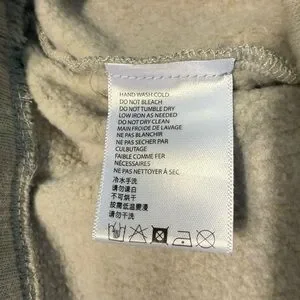 HAND WASH COLD
DO NOT BLEACH
DO NOT TUMBLE DRY
LOW IRON AS NEEDED
DO NOT DRY CLEAN
MAIN FROIDE DE LAVAGE
NE PAS BLANCHIR
NE PAS SECHER PAR
CULBUTAGE
FAIBLE COMME FER
NÉCESSAIRES
NE PAS NETTOYER À SEC
冷水手洗
请勿漂白
不可烘干
按需低温更漫
请勿干洗